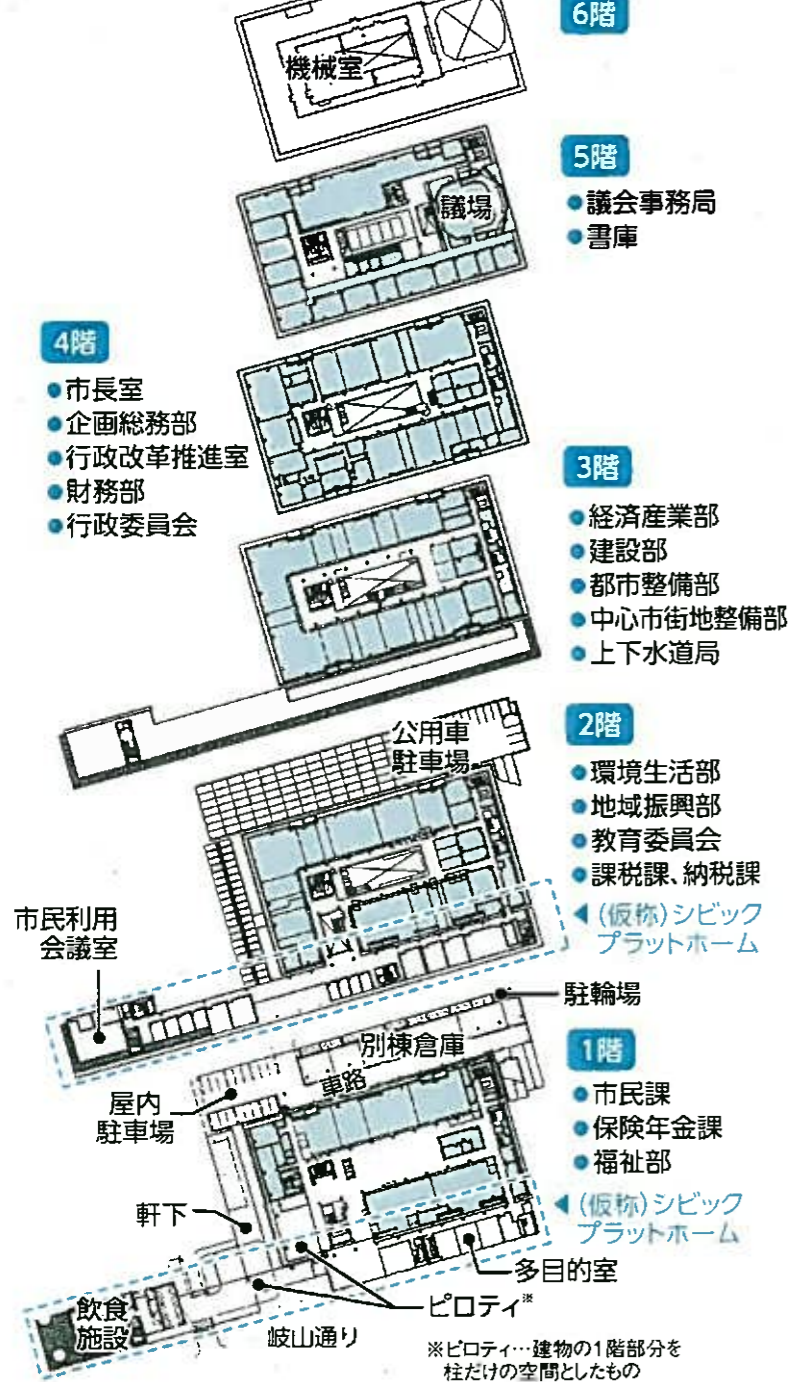 6階
機械室
5階
●議会事務局
●書庫
議場
4階
●市長室
●企画総務部
●行政改革推進室
●財務部
●行政委員会
3階
●経済産業部
●建設部
●都市整備部
●中心市街地整備部
●上下水道局
公用車
駐車場
2階
●環境生活部
●地域振興部
●教育委員会
●課税課、納税課
◀(仮称)シビック
プラットホーム
市民利用
会議室
駐輪場
別棟倉庫
車路
屋内
駐車場
1階
●市民課
●保険年金課
●福祉部
◀(仮称)シビック
プラットホーム
軒下
多目的室
ピロティ※
飲食
施設
岐山通り
※ピロティ…建物の1階部分を
柱だけの空間としたもの